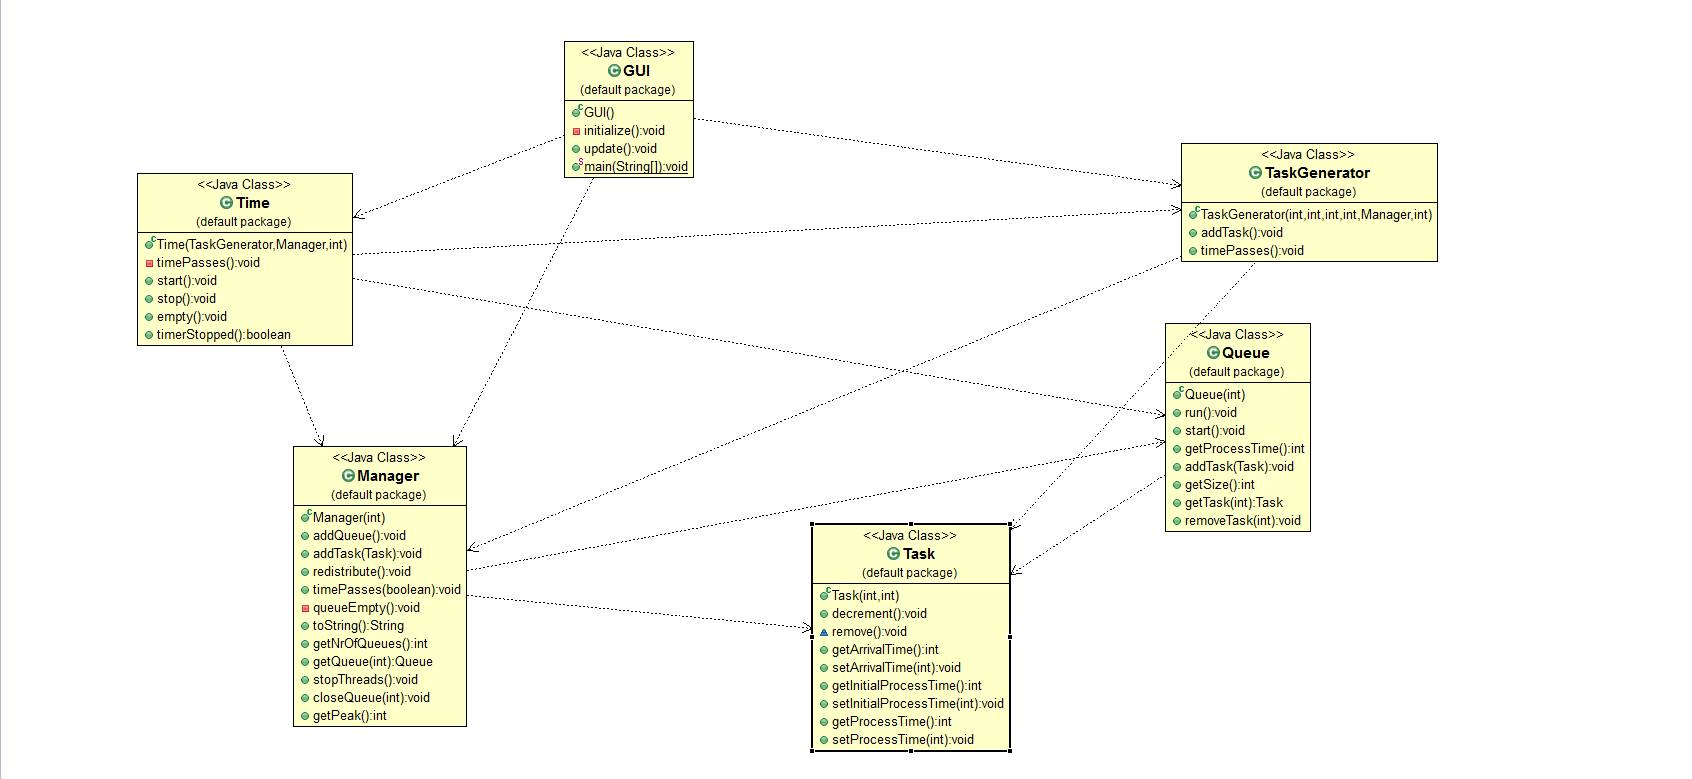 <<Java Class>>
GUI
(default package)
GUI()
initialize():void
update():void
main(String[]):void
<<Java Class>>
TaskGenerator
(default package)
TaskGenerator(int,int,int,int,Manager,int)
addTask():void
timePasses():void
<<Java Class>>
Time
(default package)
Time(TaskGenerator,Manager,int)
timePasses():void
start():void
stop():void
empty():void
timerStopped():boolean
<<Java Class>>
Queue
(default package)
Queue(int)
run():void
start():void
getProcessTime():int
addTask(Task):void
getSize():int
getTask(int):Task
removeTask(int):void
<<Java Class>>
Manager
(default package)
Manager(int)
addQueue():void
addTask(Task):void
redistribute():void
timePasses(boolean):void
queueEmpty():void
toString():String
getNrOfQueues():int
getQueue(int):Queue
stopThreads():void
closeQueue(int):void
getPeak():int
<<Java Class>>
Task
(default package)
Task(int,int)
decrement():void
remove():void
getArrivalTime():int
setArrivalTime(int):void
getInitialProcessTime():int
setInitialProcessTime(int):void
getProcessTime():int
setProcessTime(int):void